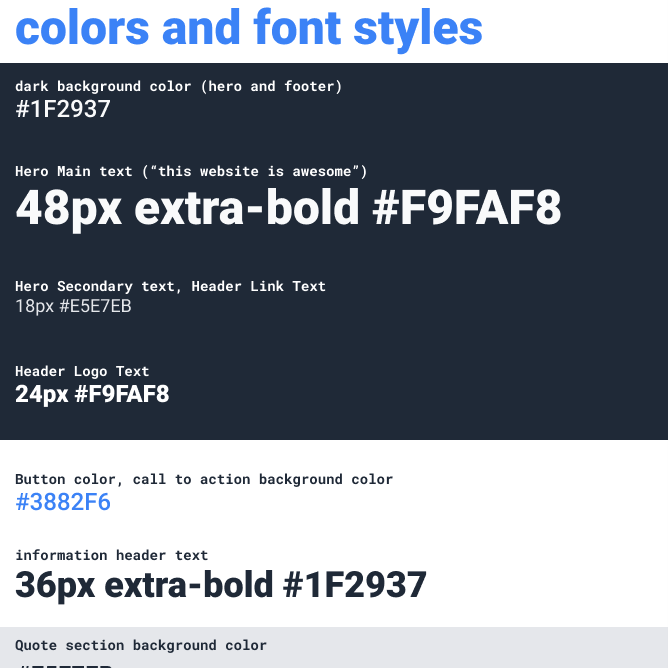 colors and font styles
dark background color (hero and footer)
#1F2937
Hero Main text (“this website is awesome”)
48px extra-bold #F9FAF8
Hero Secondary text, Header Link Text
18px #E5E7EB
Header Logo Text
24px #F9FAF8
Button color, call to action background color
#3882F6
information header text
36px extra-bold #1F2937
Quote section background color